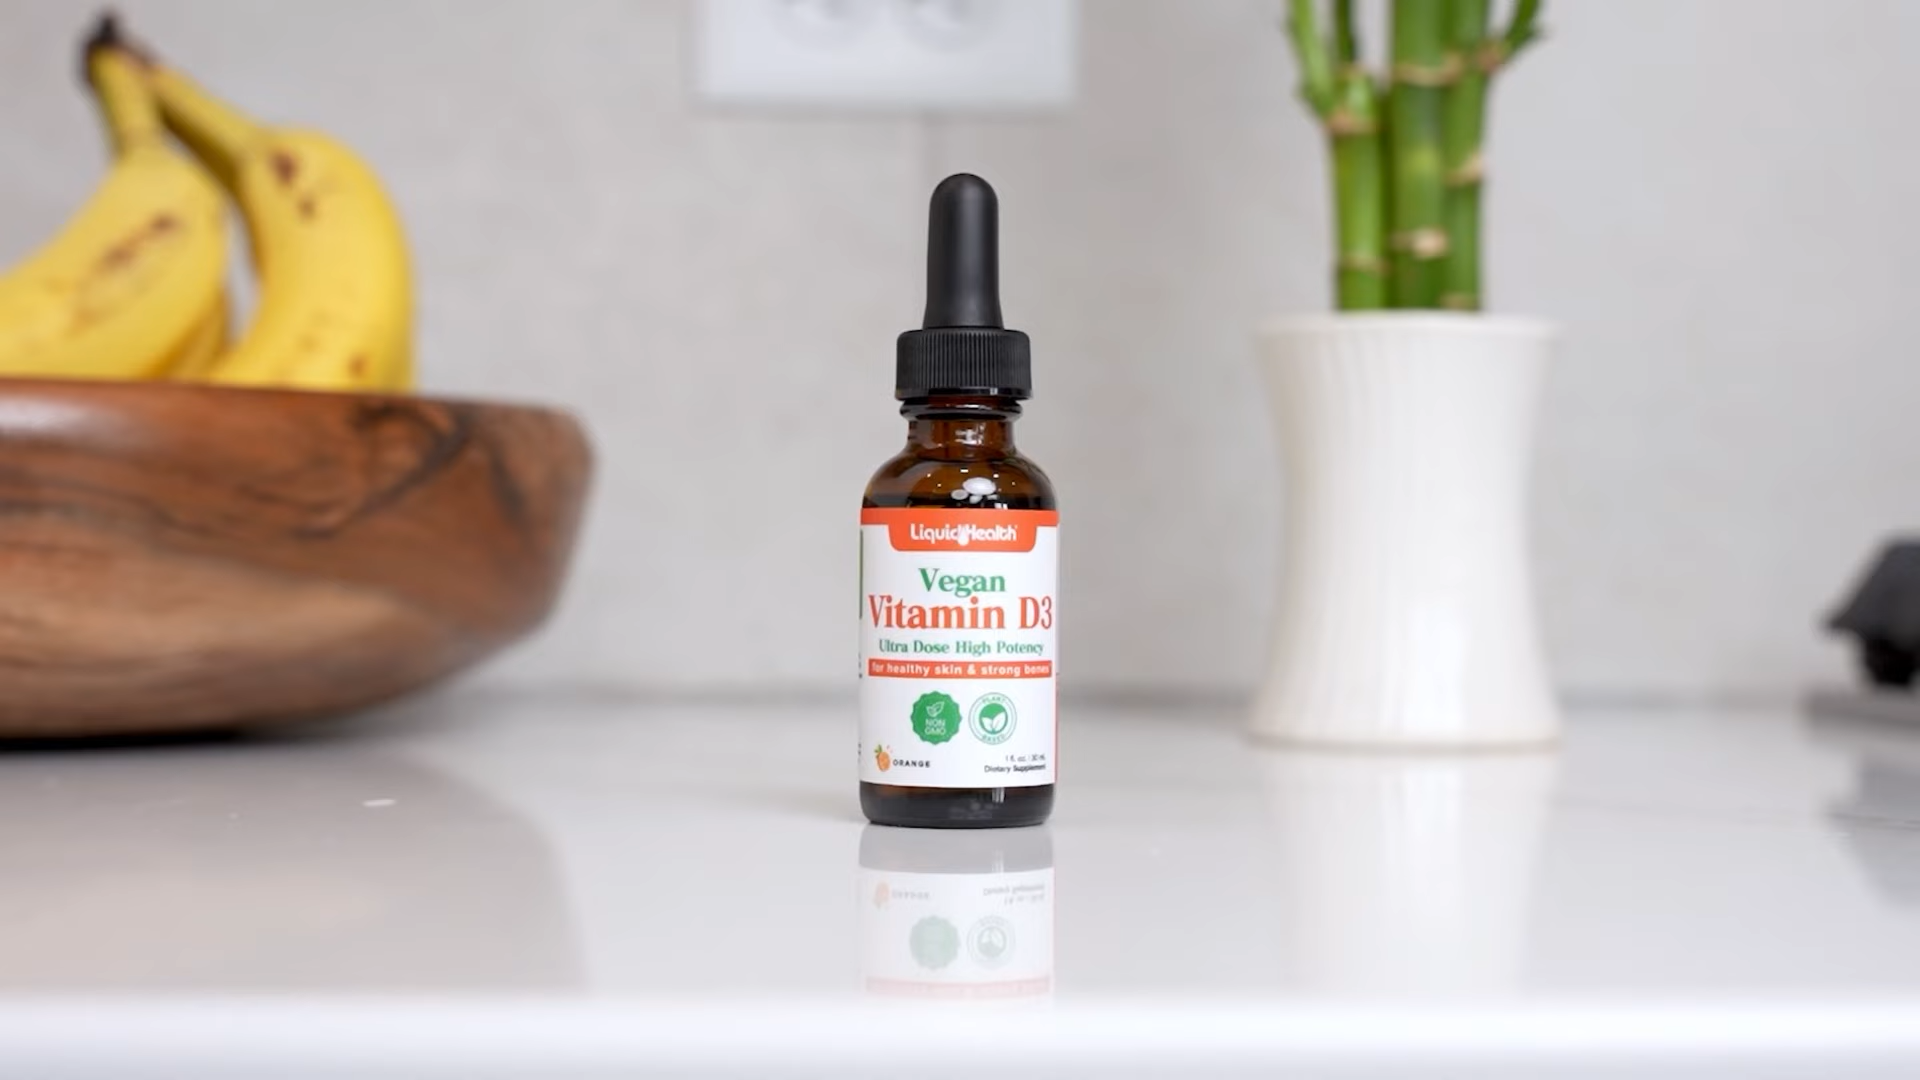 LiquidHealth
Vegan
Vitamin D3
Ultra Dose High Potency
for healthy skin & strong bones
NON
GMO
PLANT
BASED
ORANGE
1 fl. oz. / 30 mL
Dietary Supplement